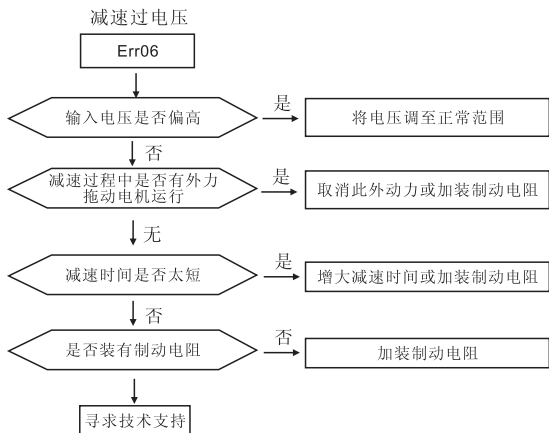 减速过电压
Err06
输入电压是否偏高
是
将电压调至正常范围
否
减速过程中是否有外力
拖动电机运行
是
取消此外动力或加装制动电阻
无
减速时间是否太短
是
增大减速时间或加装制动电阻
否
是否装有制动电阻
否
加装制动电阻
寻求技术支持